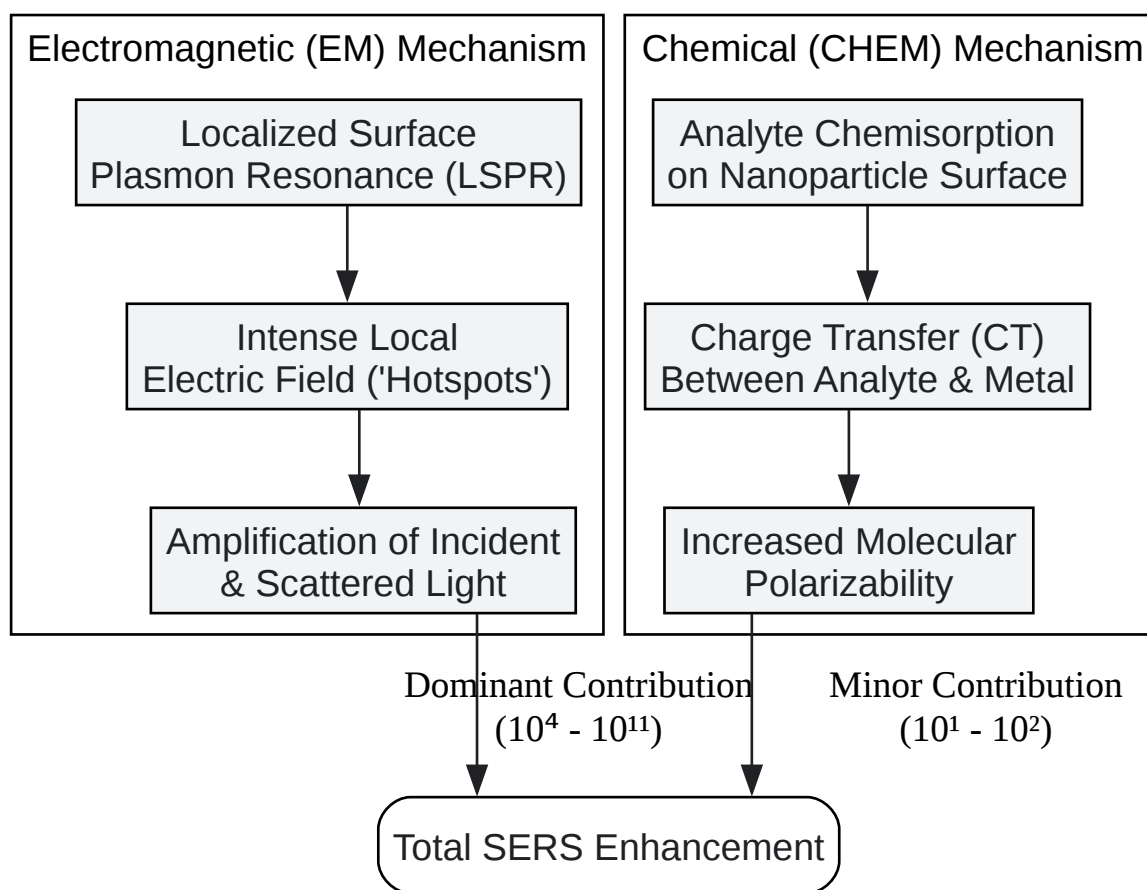 Electromagnetic (EM) Mechanism
Localized Surface
Plasmon Resonance (LSPR)
Intense Local
Electric Field ('Hotspots')
Amplification of Incident
& Scattered Light
Chemical (CHEM) Mechanism
Analyte Chemisorption
on Nanoparticle Surface
Charge Transfer (CT)
Between Analyte & Metal
Increased Molecular
Polarizability
Dominant Contribution
(10⁴ - 10¹¹)
Minor Contribution
(10¹ - 10²)
Total SERS Enhancement